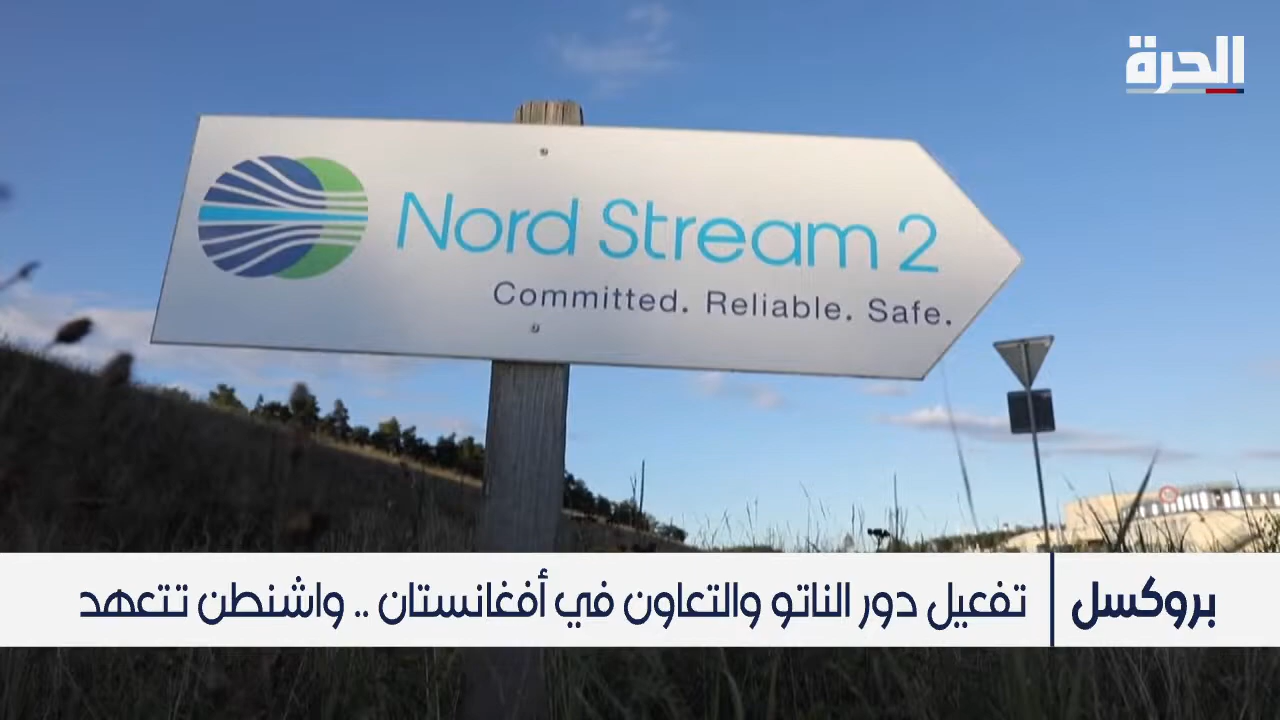 الحرة
Nord Stream 2
Committed. Reliable. Safe.
بروكسل
تفعيل دور الناتو والتعاون في أفغانستان .. واشنطن تتعهد